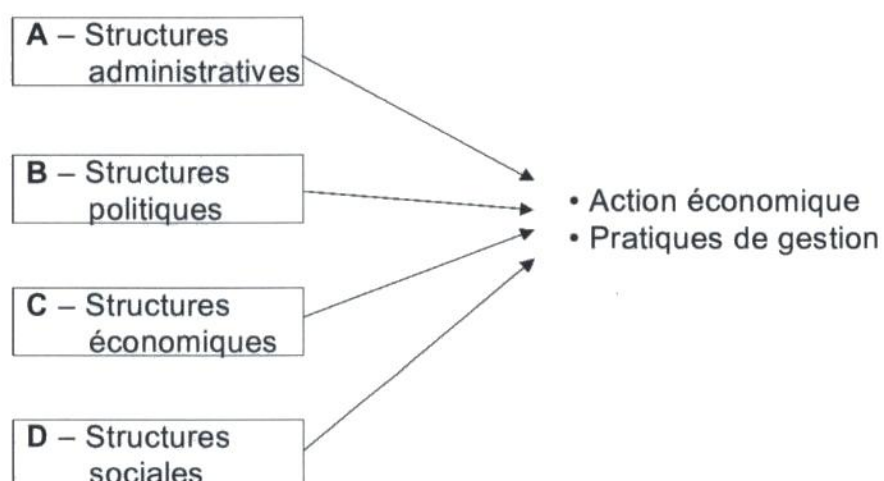 A – Structures
administratives
B – Structures
politiques
• Action économique
• Pratiques de gestion
C – Structures
économiques
D – Structures
sociales